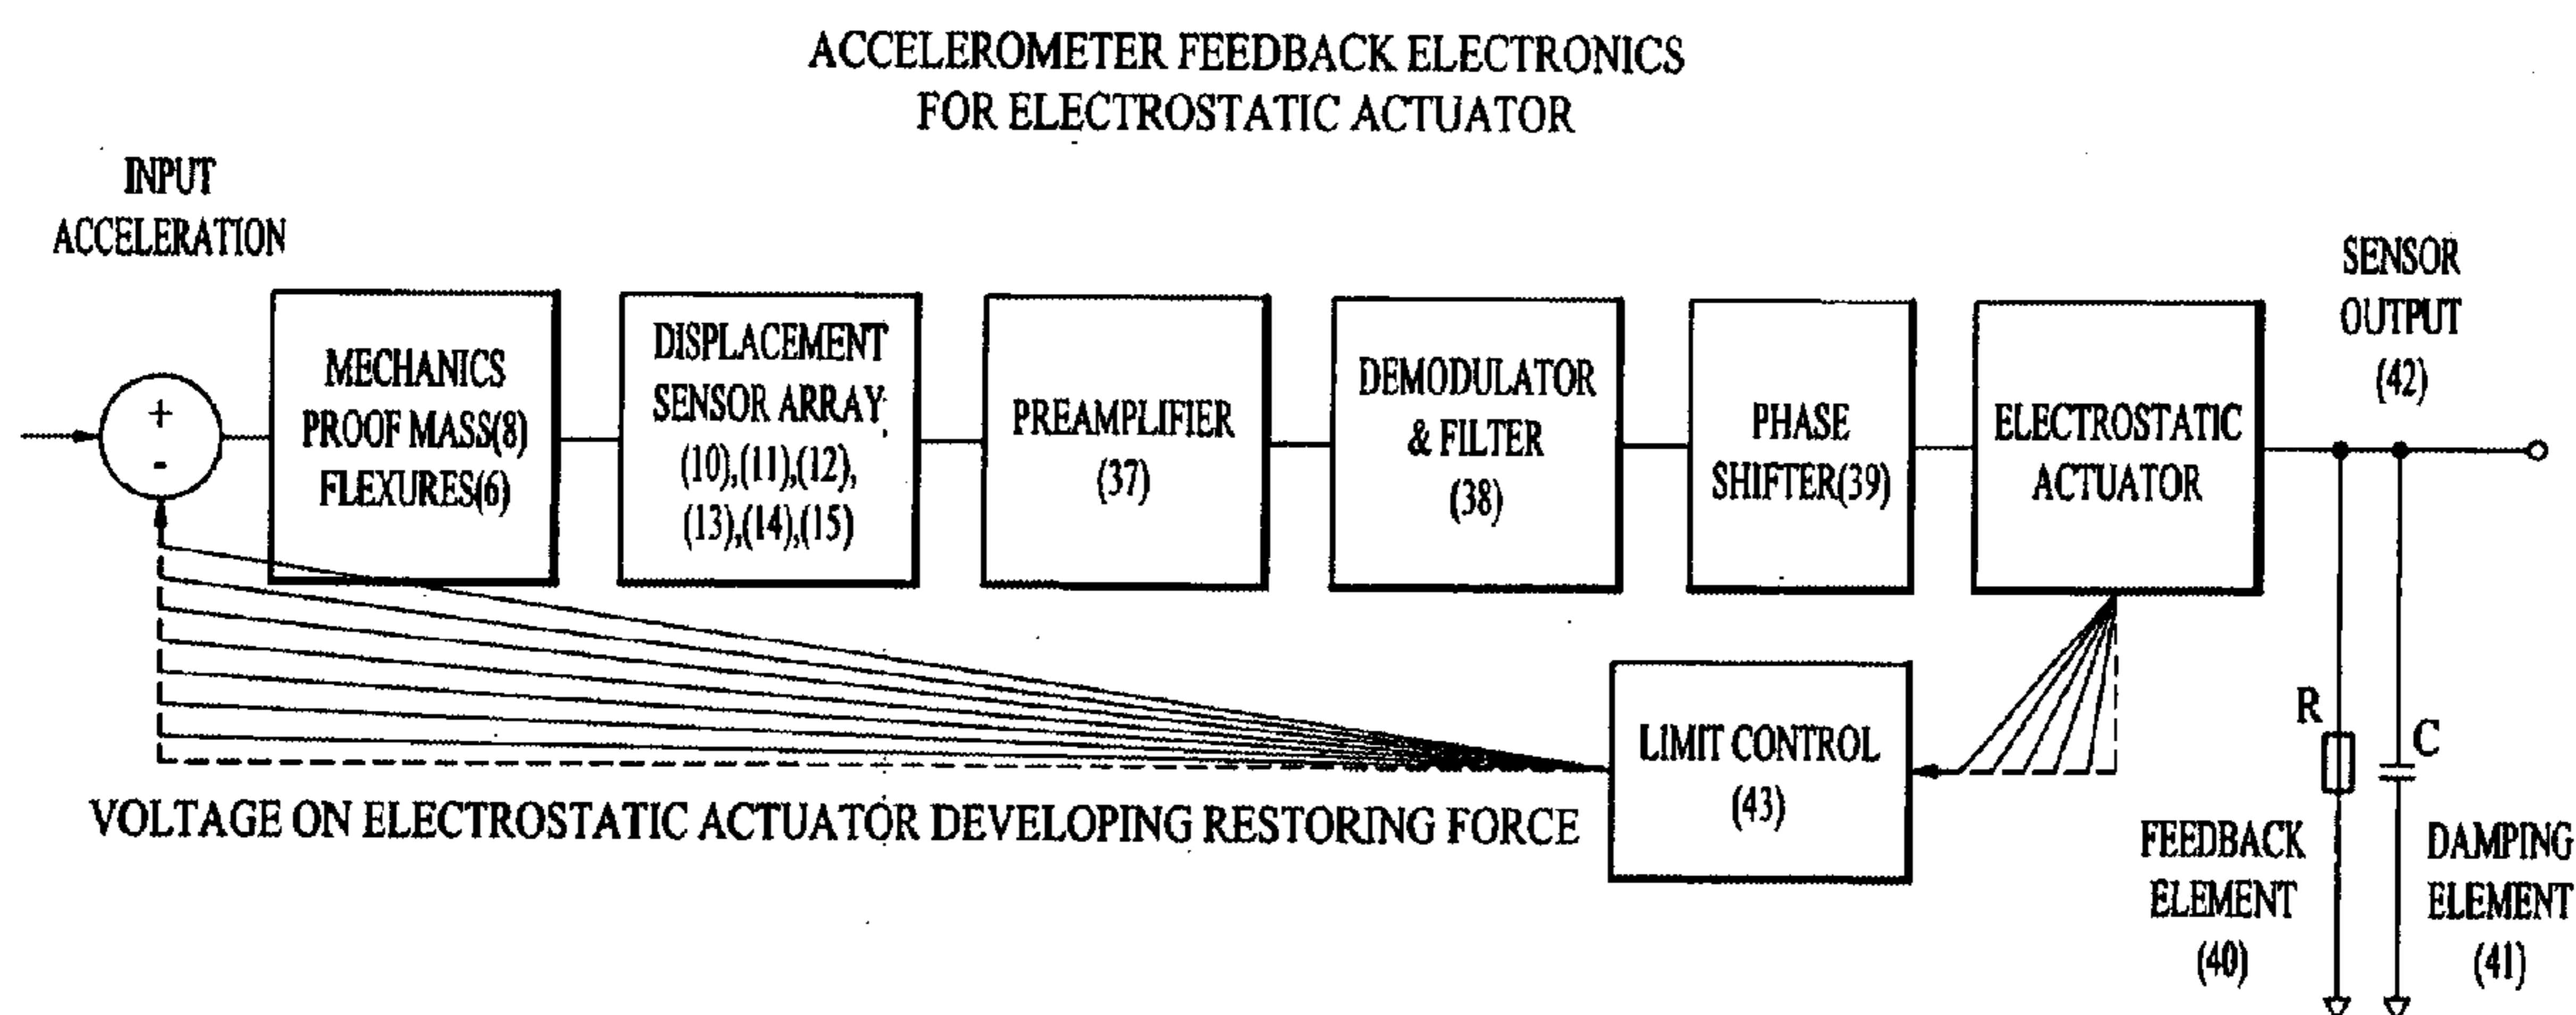 ACCELEROMETER FEEDBACK ELECTRONICS
FOR ELECTROSTATIC ACTUATOR
INPUT
ACCELERATION
+
-
MECHANICS
PROOF MASS(8)
FLEXURES(6)
DISPLACEMENT
SENSOR ARRAY
(10),(11),(12),
(13),(14),(15)
PREAMPLIFIER
(37)
DEMODULATOR
& FILTER
(38)
PHASE
SHIFTER(39)
ELECTROSTATIC
ACTUATOR
SENSOR
OUTPUT
(42)
LIMIT CONTROL
(43)
VOLTAGE ON ELECTROSTATIC ACTUATOR DEVELOPING RESTORING FORCE
R
C
FEEDBACK
ELEMENT
(40)
DAMPING
ELEMENT
(41)